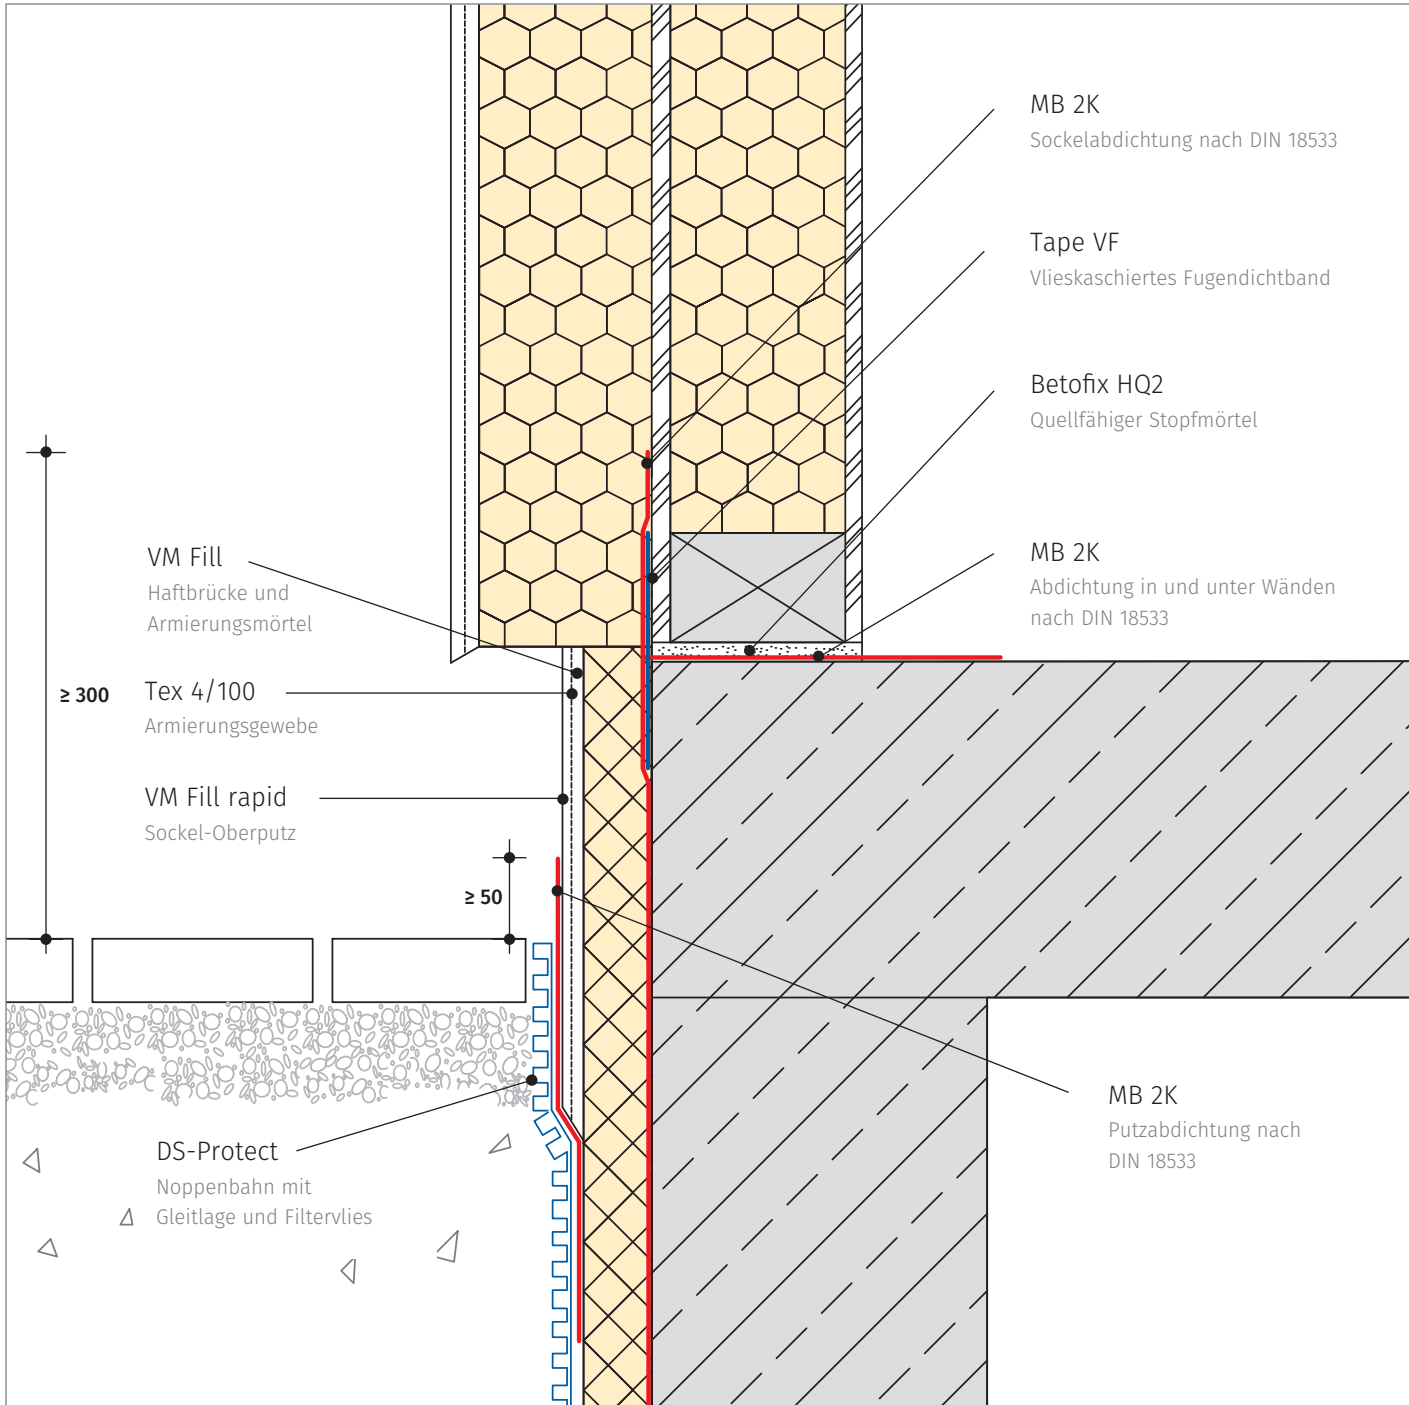 MB 2K
Sockelabdichtung nach DIN 18533
Tape VF
Vlieskaschiertes Fugendichtband
Betofix HQ2
Quellfähiger Stopfmörtel
MB 2K
Abdichtung in und unter Wänden
nach DIN 18533
VM Fill
Haftbrücke und
Armierungsmörtel
≥ 300
Tex 4/100
Armierungsgewebe
VM Fill rapid
Sockel-Oberputz
≥ 50
MB 2K
Putzabdichtung nach
DIN 18533
DS-Protect
Noppenbahn mit
Gleitlage und Filtervlies